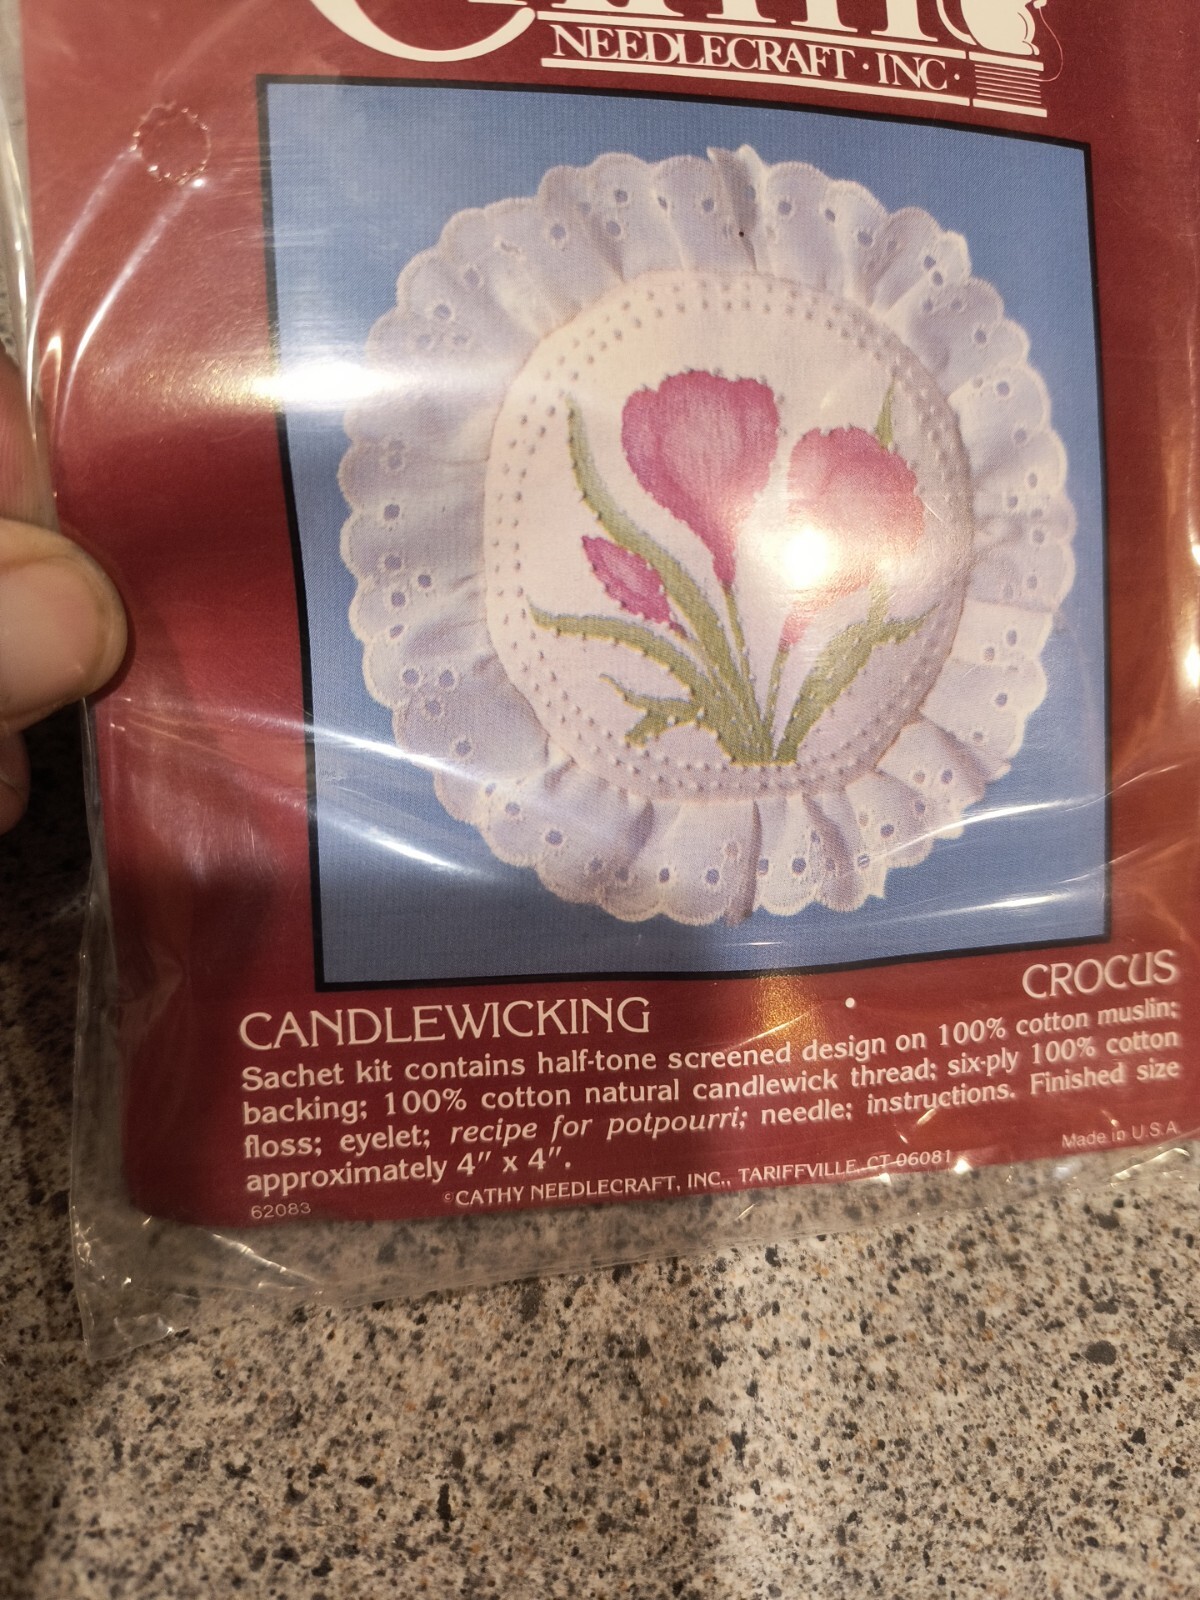 NEEDLECRAFT · INC ·
CANDLEWICKING
CROCUS
Sachet kit contains half-tone screened design on 100% cotton muslin;
backing; 100% cotton natural candlewick thread; six-ply 100% cotton
floss; eyelet; recipe for potpourri; needle; instructions. Finished size
approximately 4" x 4".
Made in U.S.A
©CATHY NEEDLECRAFT, INC., TARIFFVILLE, CT 06081
62083